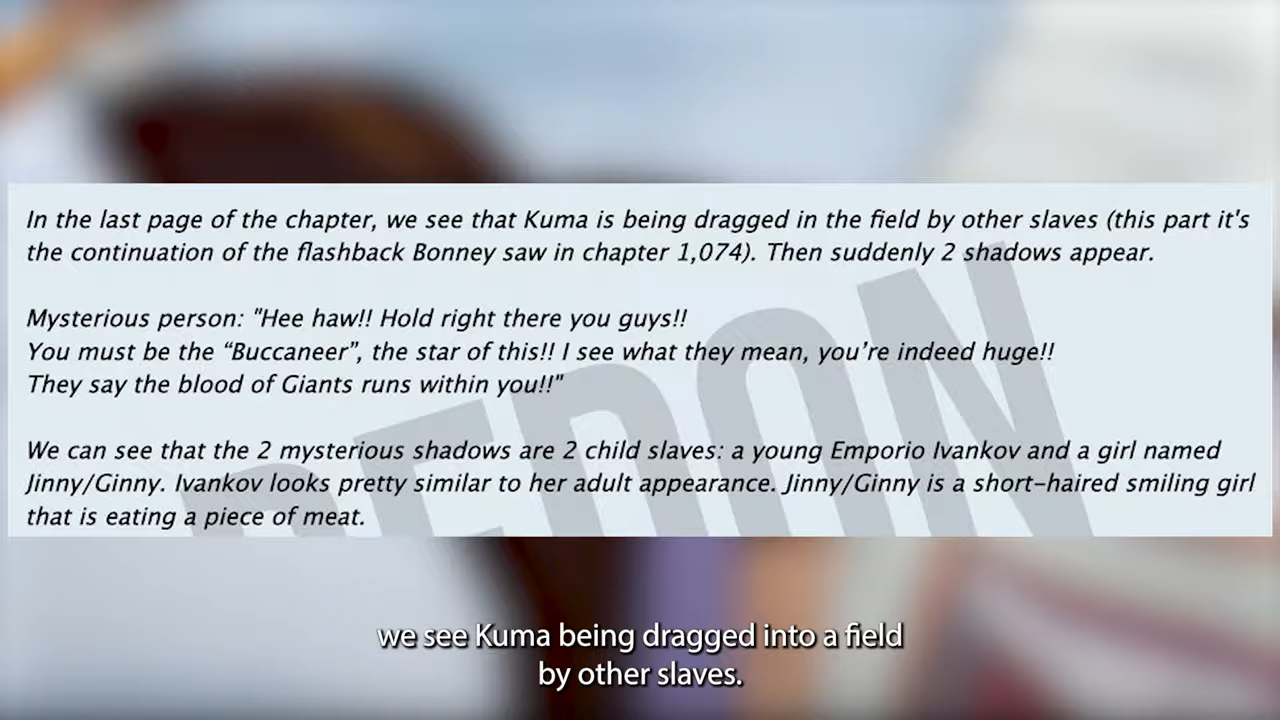 In the last page of the chapter, we see that Kuma is being dragged in the field by other slaves (this part it's
the continuation of the flashback Bonney saw in chapter 1,074). Then suddenly 2 shadows appear.
Mysterious person: "Hee haw!! Hold right there you guys!!
You must be the “Buccaneer”, the star of this!! I see what they mean, you’re indeed huge!!
They say the blood of Giants runs within you!!"
We can see that the 2 mysterious shadows are 2 child slaves: a young Emporio Ivankov and a girl named
Jinny/Ginny. Ivankov looks pretty similar to her adult appearance. Jinny/Ginny is a short-haired smiling girl
that is eating a piece of meat.
we see Kuma being dragged into a field
by other slaves.